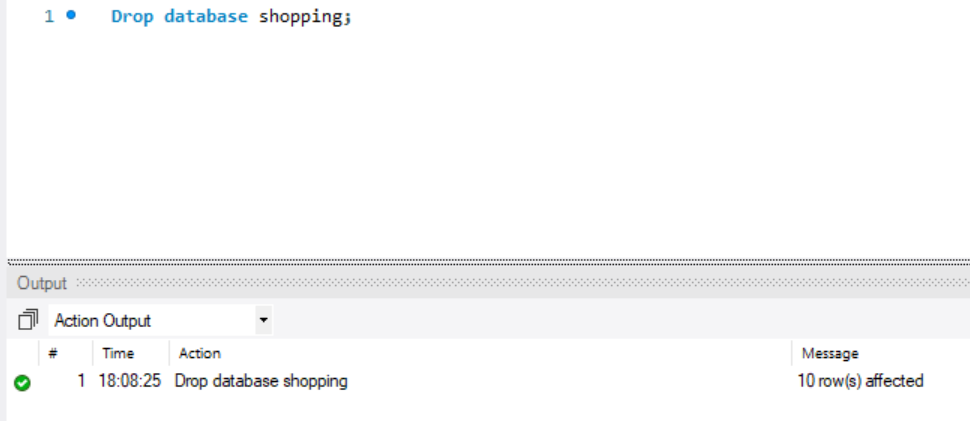 1 Drop database shopping;
Output
Action Output
# Time Action Message
1 18:08:25 Drop database shopping 10 row(s) affected